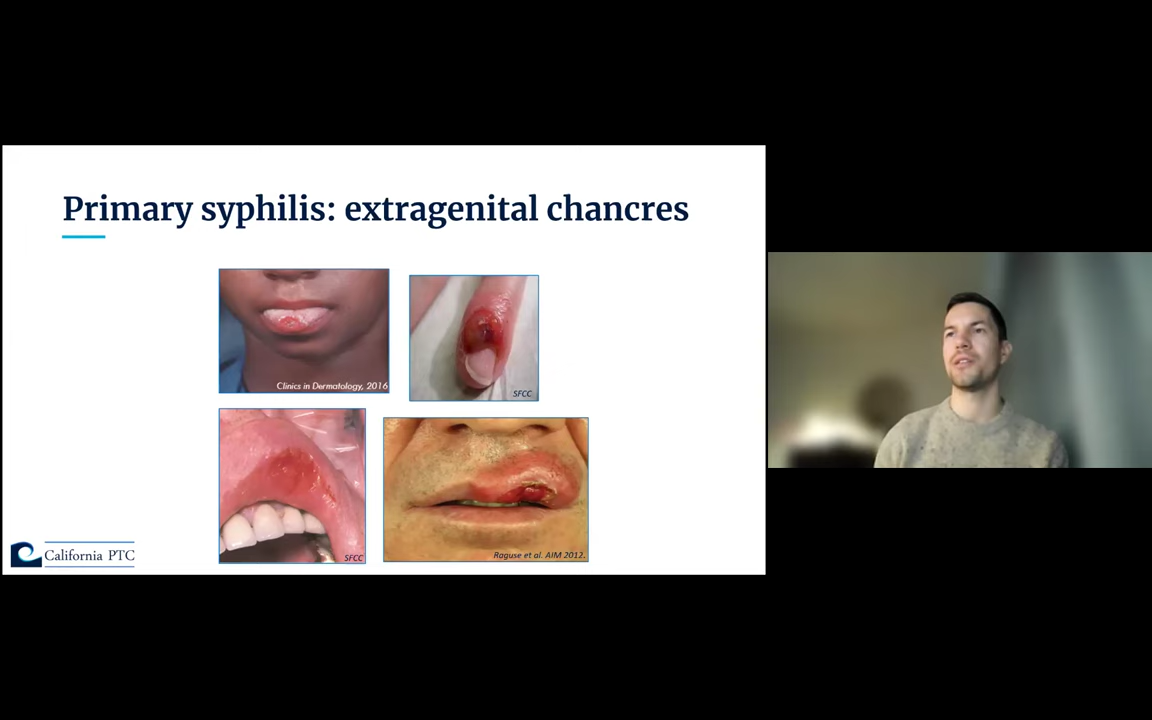 Primary syphilis: extragenital chancres
Clinics in Dermatology, 2016
SFCC
SFCC
Raguse et al. AIM 2012.
California PTC